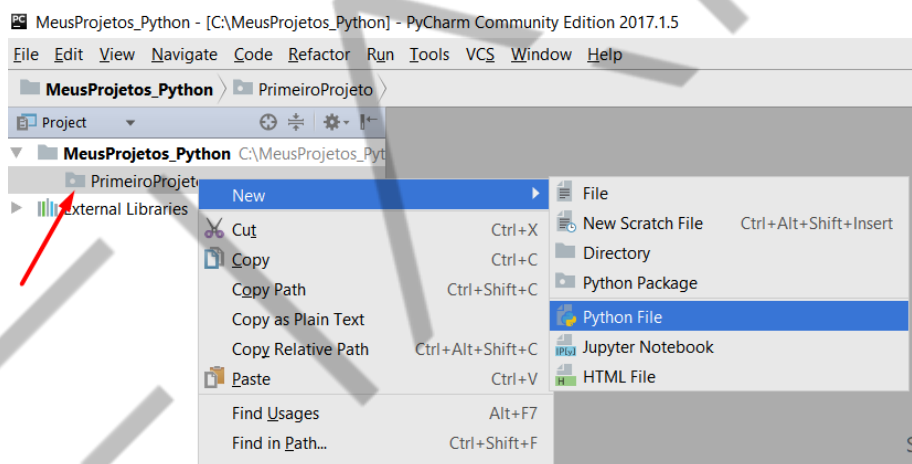 PC MeusProjetos_Python - [C:\MeusProjetos_Python] - PyCharm Community Edition 2017.1.5
File Edit View Navigate Code Refactor Run Tools VCS Window Help
MeusProjetos_Python PrimeiroProjeto
Project
MeusProjetos_Python C:\MeusProjetos_Pyt
PrimeiroProjeto
External Libraries
New
Cut Ctrl+X
Copy Ctrl+C
Copy Path Ctrl+Shift+C
Copy as Plain Text
Copy Relative Path Ctrl+Alt+Shift+C
Paste Ctrl+V
Find Usages Alt+F7
Find in Path... Ctrl+Shift+F
File
New Scratch File Ctrl+Alt+Shift+Insert
Directory
Python Package
Python File
IP[y] Jupyter Notebook
H HTML File